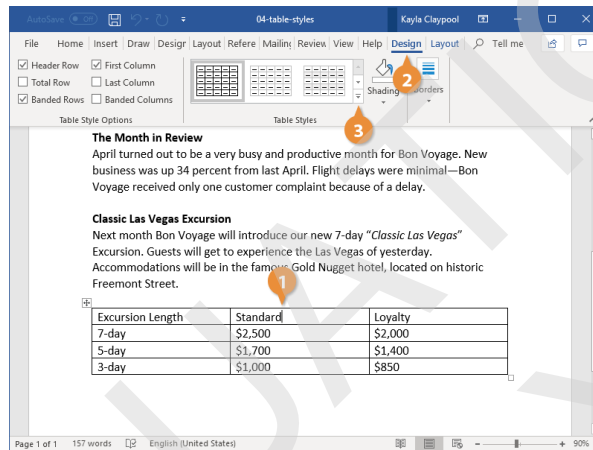 AutoSave Off 04-table-styles Kayla Claypool
File Home Insert Draw Design Layout Refere Mailing Review View Help Design Layout Tell me
Header Row First Column
Total Row Last Column
Banded Rows Banded Columns
Shading Borders
Table Style Options Table Styles
2
3
The Month in Review
April turned out to be a very busy and productive month for Bon Voyage. New
business was up 34 percent from last April. Flight delays were minimal—Bon
Voyage received only one customer complaint because of a delay.
Classic Las Vegas Excursion
Next month Bon Voyage will introduce our new 7-day “Classic Las Vegas”
Excursion. Guests will get to experience the Las Vegas of yesterday.
Accommodations will be in the famous Gold Nugget hotel, located on historic
Freemont Street.
1
Excursion Length Standard Loyalty
7-day $2,500 $2,000
5-day $1,700 $1,400
3-day $1,000 $850
Page 1 of 1 157 words English (United States) 90%